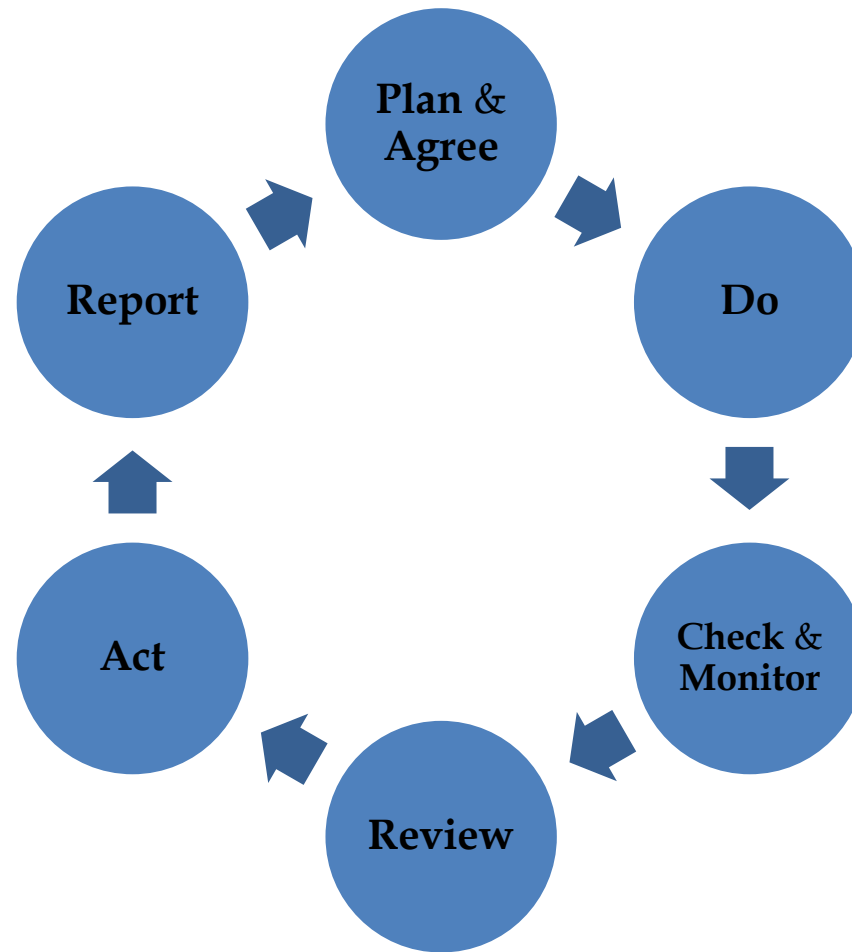 Plan &
Agree
Do
Check &
Monitor
Review
Act
Report